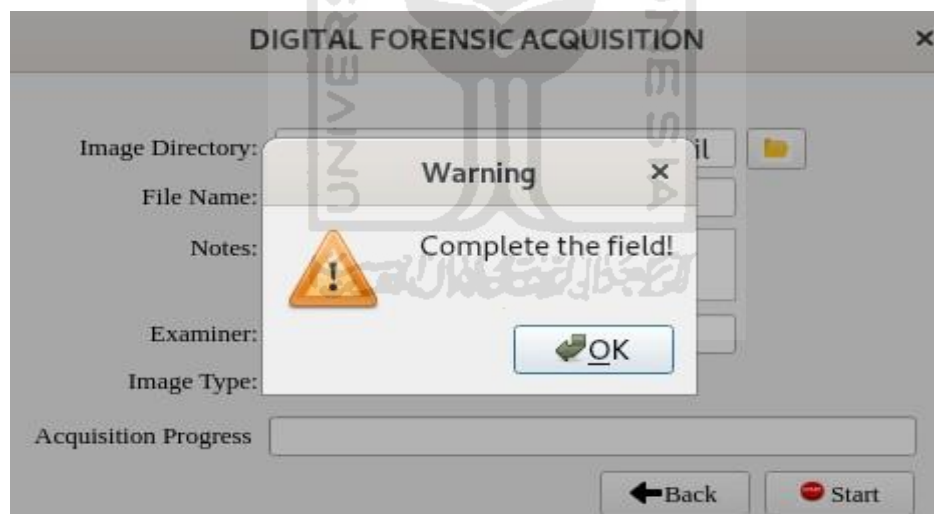 DIGITAL FORENSIC ACQUISITION
Image Directory:
il
Warning
File Name:
Complete the field!
Notes:
OK
Examiner:
Image Type:
Acquisition Progress
Back
Start